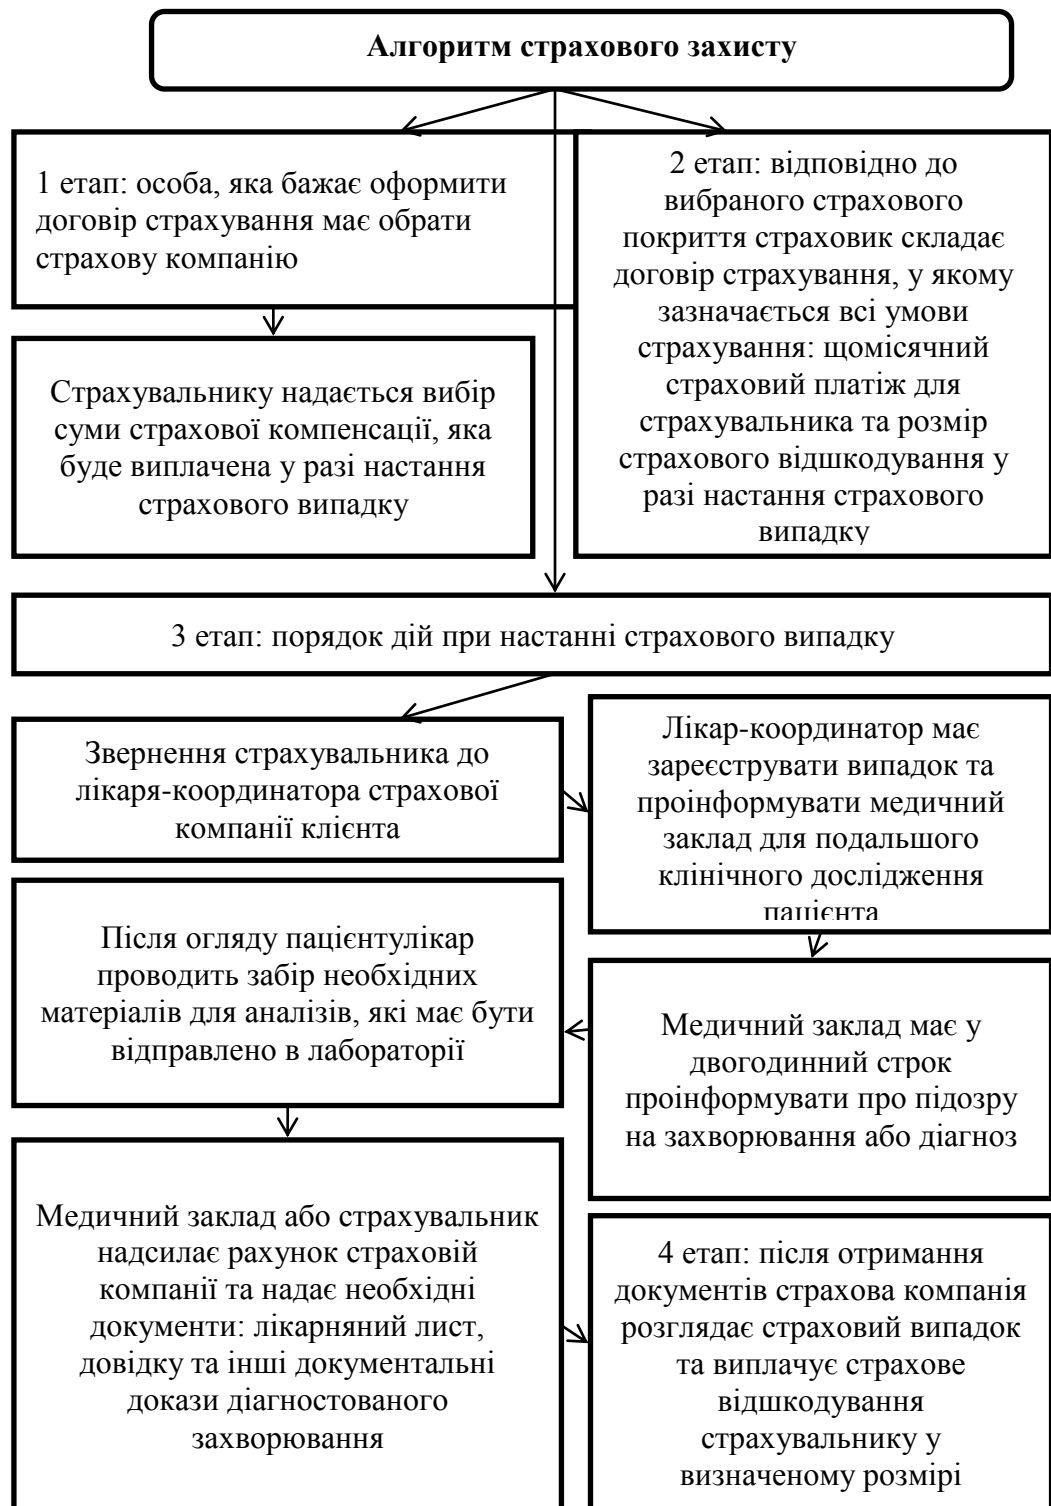 Алгоритм страхового захисту
1 етап: особа, яка бажає оформити
договір страхування має обрати
страхову компанію
2 етап: відповідно до
вибраного страхового
покриття страховик складає
договір страхування, у якому
зазначається всі умови
страхування: щомісячний
страховий платіж для
страхувальника та розмір
страхового відшкодування у
разі настання страхового
випадку
Страхувальнику надається вибір
суми страхової компенсації, яка
буде виплачена у разі настання
страхового випадку
3 етап: порядок дій при настанні страхового випадку
Звернення страхувальника до
лікаря-координатора страхової
компанії клієнта
Лікар-координатор має
зареєструвати випадок та
проінформувати медичний
заклад для подальшого
клінічного дослідження
пацієнта
Після огляду пацієнтулікар
проводить забір необхідних
матеріалів для аналізів, які має бути
відправлено в лабораторії
Медичний заклад має у
двогодинний строк
проінформувати про підозру
на захворювання або діагноз
Медичний заклад або страхувальник
надсилає рахунок страховій
компанії та надає необхідні
документи: лікарняний лист,
довідку та інші документальні
докази діагностованого
захворювання
4 етап: після отримання
документів страхова компанія
розглядає страховий випадок
та виплачує страхове
відшкодування
страхувальнику у
визначеному розмірі